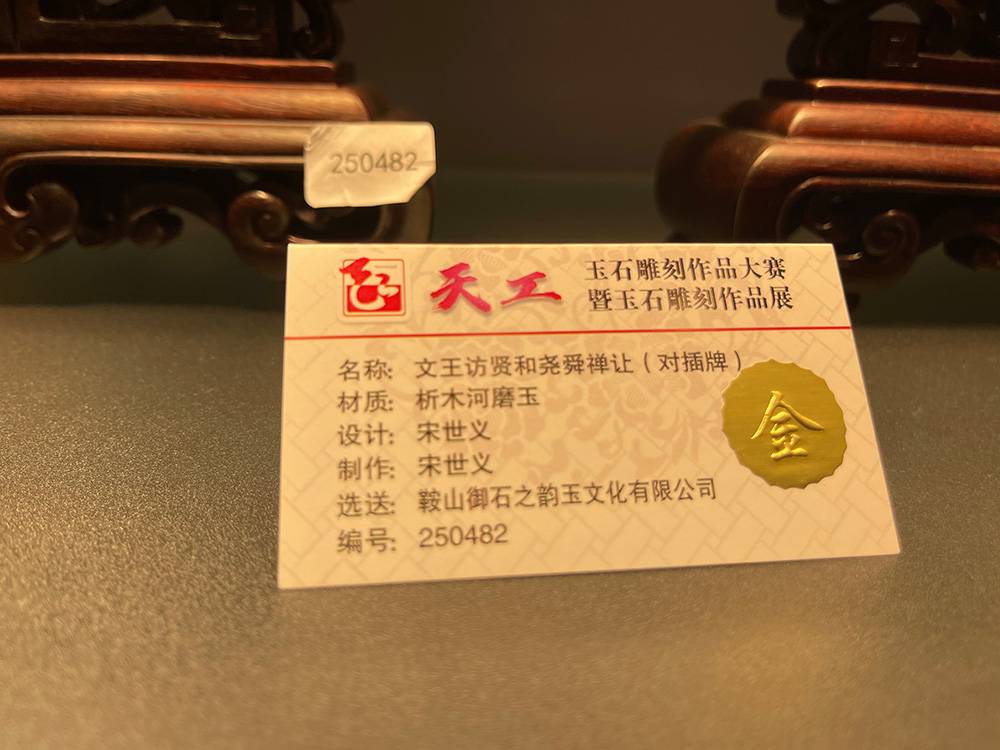 250482
天工
玉石雕刻作品大赛
暨玉石雕刻作品展
名称: 文王访贤和尧舜禅让（对插牌）
材质: 析木河磨玉
设计: 宋世义
制作: 宋世义
选送: 鞍山御石之韵玉文化有限公司
编号: 250482
金